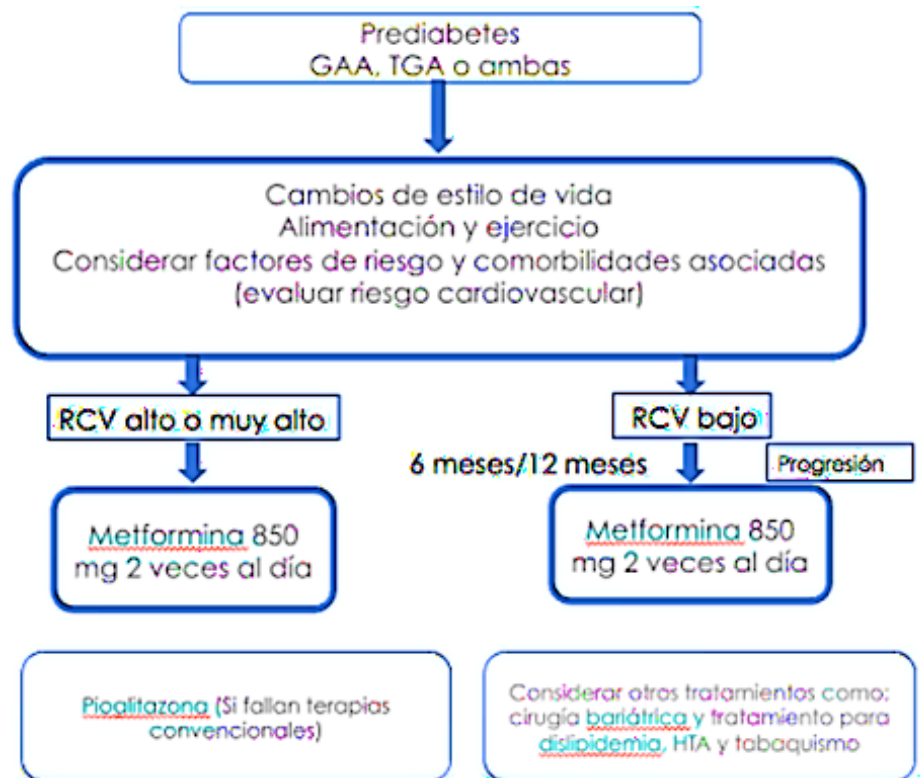 Prediabetes
GAA, TGA o ambas
Cambios de estilo de vida
Alimentación y ejercicio
Considerar factores de riesgo y comorbilidades asociadas
(evaluar riesgo cardiovascular)
RCV alto o muy alto
RCV bajo
6 meses/12 meses
Progresión
Metformina 850
mg 2 veces al día
Metformina 850
mg 2 veces al día
Pioglitazona (Si fallan terapias
convencionales)
Considerar otros tratamientos como:
cirugía bariátrica y tratamiento para
dislipidemia, HTA y tabaquismo